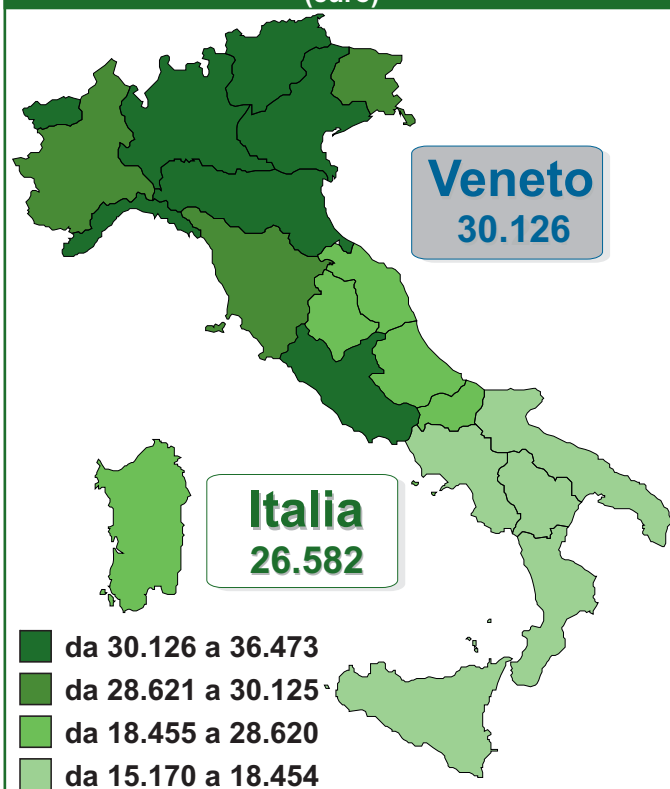 (euro)
Veneto
30.126
Italia
26.582
da 30.126 a 36.473
da 28.621 a 30.125
da 18.455 a 28.620
da 15.170 a 18.454